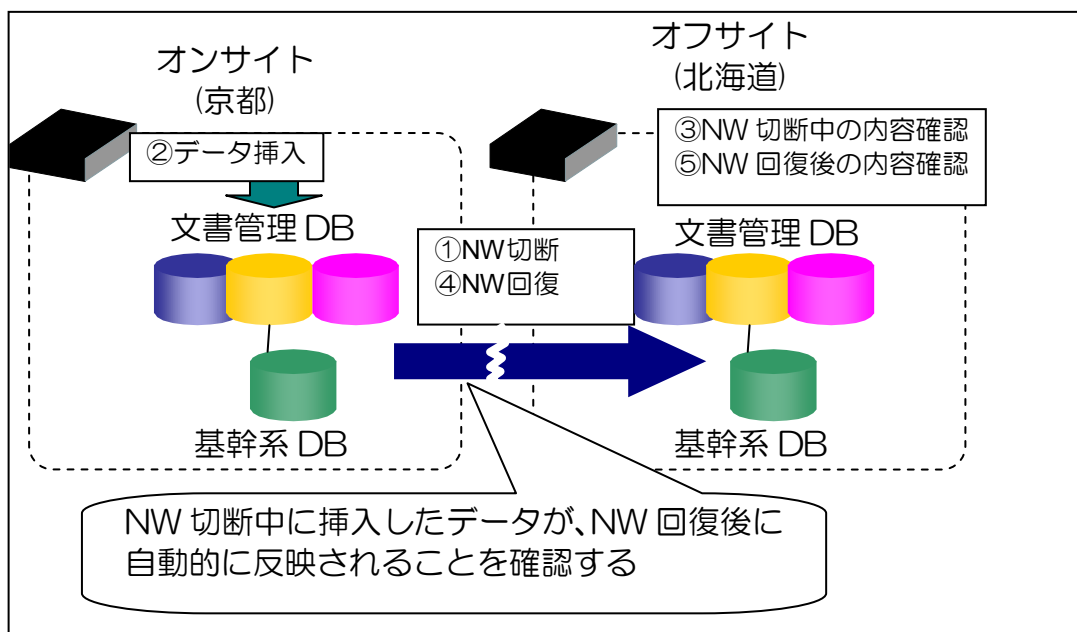 オンサイト
(京都)
②データ挿入
文書管理 DB
基幹系 DB
①NW切断
④NW回復
オフサイト
(北海道)
③NW 切断中の内容確認
⑤NW 回復後の内容確認
文書管理 DB
基幹系 DB
NW 切断中に挿入したデータが、NW 回復後に
自動的に反映されることを確認する